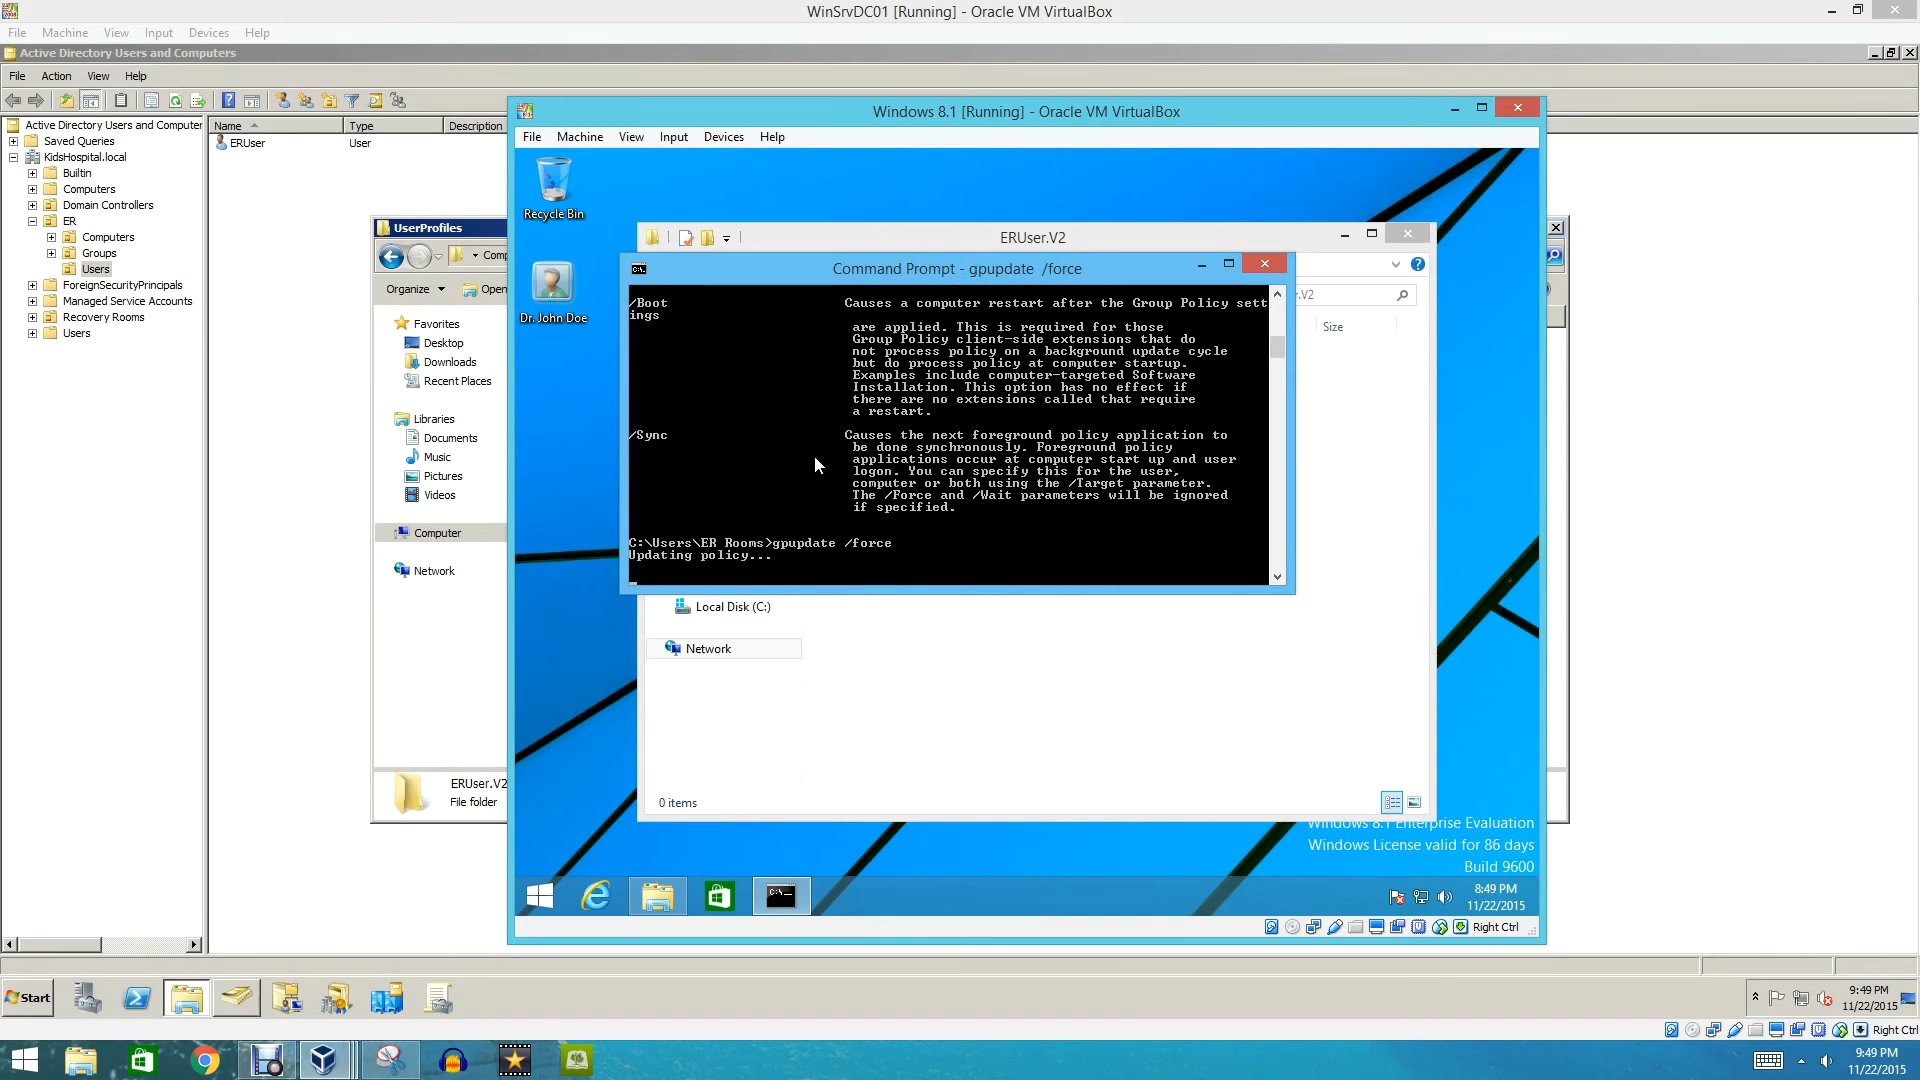 WinSrvDC01 [Running] - Oracle VM VirtualBox
File Machine View Input Devices Help
Active Directory Users and Computers
File Action View Help
Active Directory Users and Computer
Saved Queries
KidsHospital.local
Builtin
Computers
Domain Controllers
ER
Computers
Groups
Users
ForeignSecurityPrincipals
Managed Service Accounts
Recovery Rooms
Users
Name Type Description
ERUser User
UserProfiles
Comp
Organize Open
Favorites
Desktop
Downloads
Recent Places
Libraries
Documents
Music
Pictures
Videos
Computer
Network
ERUser.V2
File folder
Windows 8.1 [Running] - Oracle VM VirtualBox
File Machine View Input Devices Help
Recycle Bin
Dr. John Doe
ERUser.V2
Size
Command Prompt - gpupdate /force
/Boot Causes a computer restart after the Group Policy sett
ings
are applied. This is required for those
Group Policy client-side extensions that do
not process policy on a background update cycle
but do process policy at computer startup.
Examples include computer-targeted Software
Installation. This option has no effect if
there are no extensions called that require
a restart.
/Sync Causes the next foreground policy application to
be done synchronously. Foreground policy
applications occur at computer start up and user
logon. You can specify this for the user,
computer or both using the /Target parameter.
The /Force and /Wait parameters will be ignored
if specified.
C:\Users\ER Rooms>gpupdate /force
Updating policy...
Local Disk (C:)
Network
0 items
Windows 8.1 Enterprise Evaluation
Windows License valid for 86 days
Build 9600
8:49 PM
11/22/2015
Right Ctrl
Start
9:49 PM
11/22/2015
Right Ctrl
9:49 PM
11/22/2015